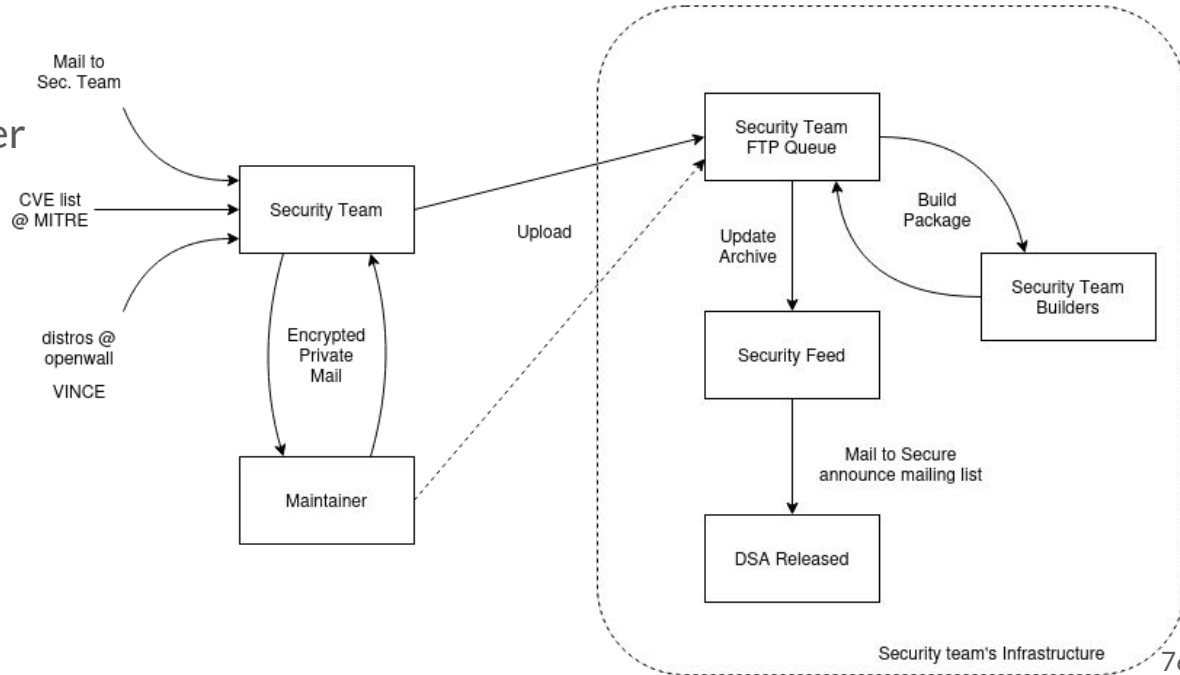 Mail to
Sec. Team
er
CVE list
@ MITRE
Security Team
distros @
openwall
VINCE
Encrypted
Private
Mail
Maintainer
Upload
Security Team
FTP Queue
Build
Package
Update
Archive
Security Team
Builders
Security Feed
Mail to Secure
announce mailing list
DSA Released
Security team's Infrastructure